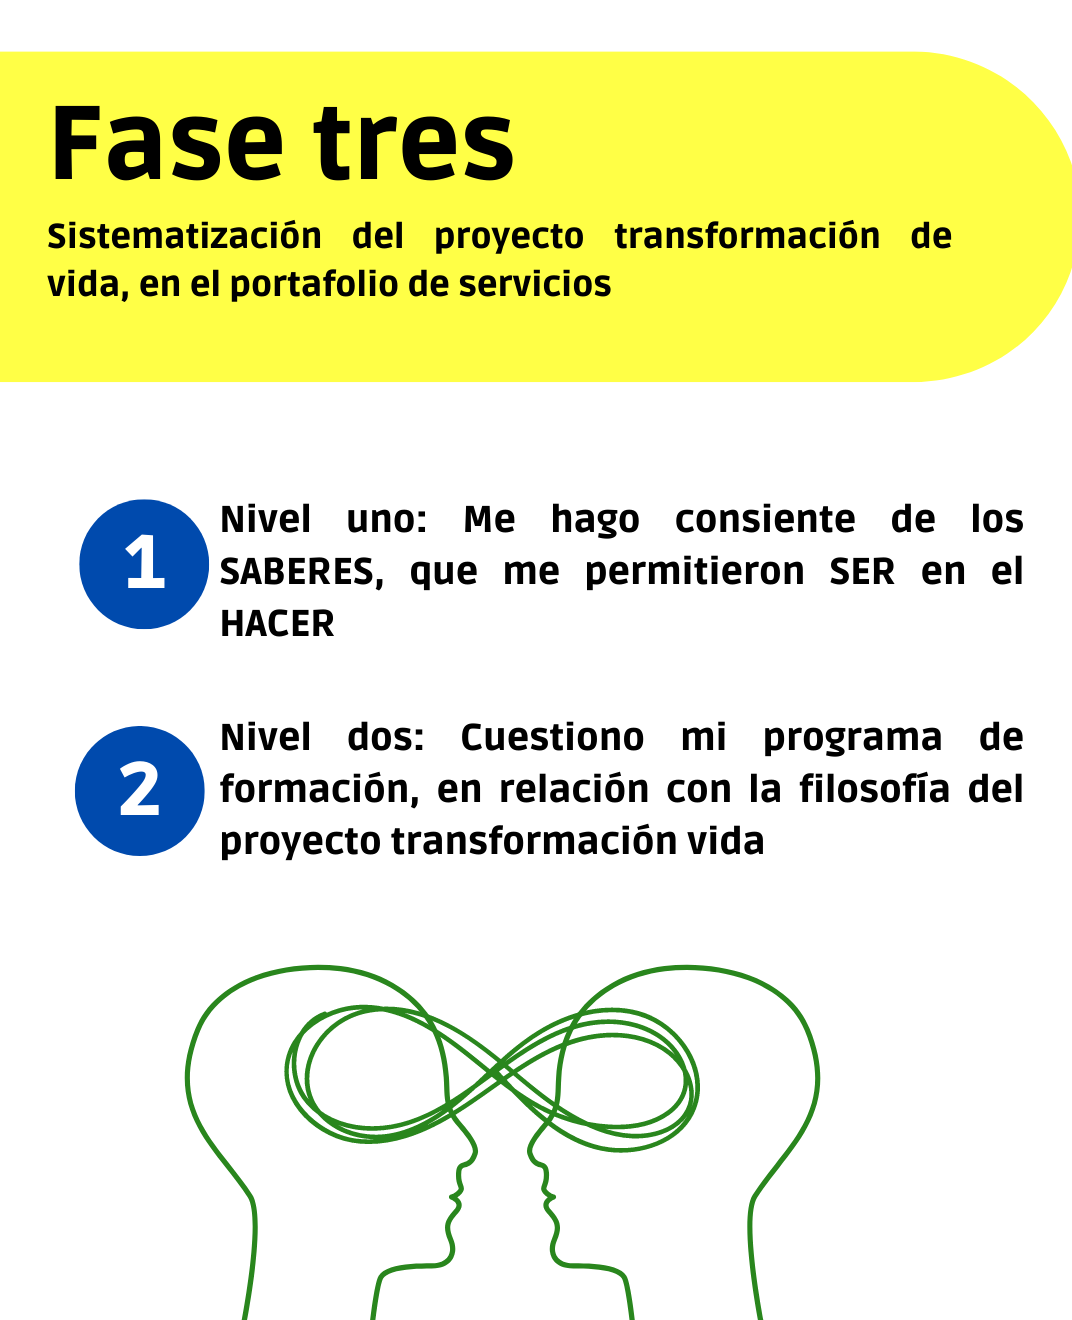 Fase tres
Sistematización del proyecto transformación de
vida, en el portafolio de servicios
1
Nivel uno: Me hago consiente de los
SABERES, que me permitieron SER en el
HACER
2
Nivel dos: Cuestiono mi programa de
formación, en relación con la filosofía del
proyecto transformación vida